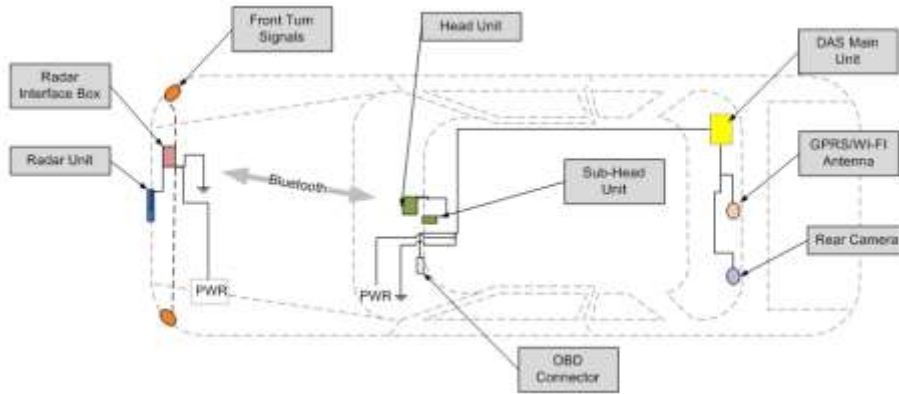 Front Turn
Signals
Head Unit
DAS Main
Unit
Radar
Interface Box
Radar Unit
Bluetooth
Sub-Head
Unit
GPRS/WI-FI
Antenna
Rear Camera
PWR
PWR
OBD
Connector